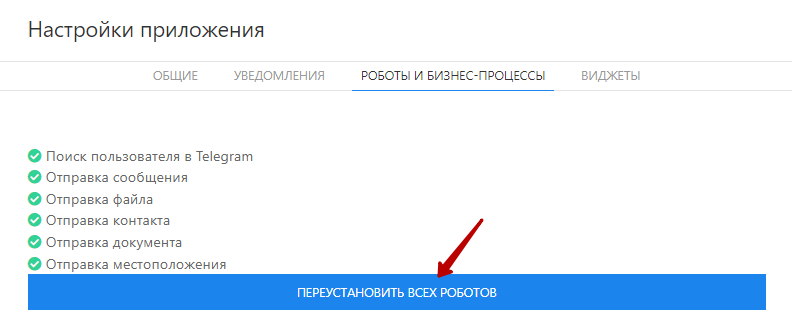 Настройки приложения
ОБЩИЕ УВЕДОМЛЕНИЯ РОБОТЫ И БИЗНЕС-ПРОЦЕССЫ ВИДЖЕТЫ
Поиск пользователя в Telegram
Отправка сообщения
Отправка файла
Отправка контакта
Отправка документа
Отправка местоположения
ПЕРЕУСТАНОВИТЬ ВСЕХ РОБОТОВ